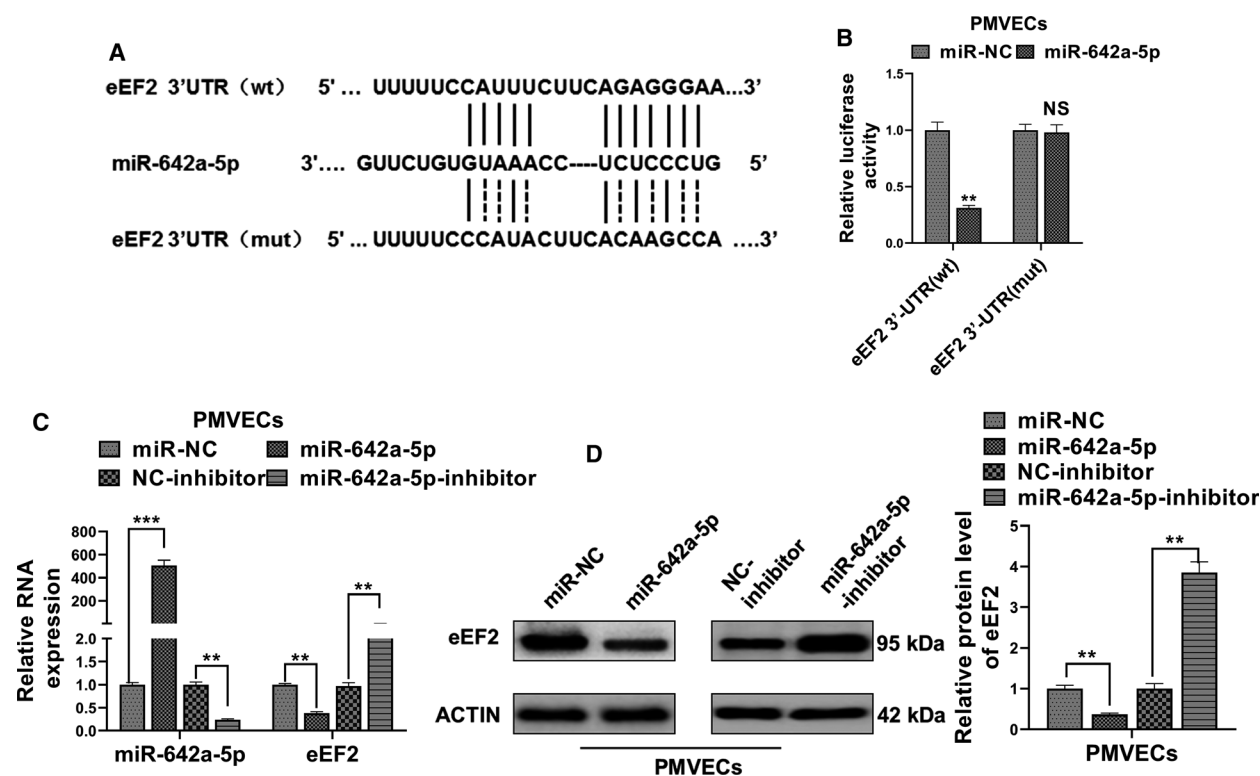 A
eEF2 3’UTR（wt） 5' ... UUUUUCCAUUUCUUCAGAGGGAA...3’
miR-642a-5p 3'.... GUUCUGUGUAAACC----UCUCCCUG 5’
eEF2 3’UTR（mut） 5' ... UUUUUCCCAUACUUCACAAGCCA ....3’
B
PMVECs
miR-NC miR-642a-5p
Relative luciferase
activity
1.5
1.0
0.5
0.0
**
NS
eEF2 3’-UTR(wt)
eEF2 3’-UTR(mut)
C
PMVECs
miR-NC miR-642a-5p
NC-inhibitor miR-642a-5p-inhibitor
Relative RNA
expression
800
600
400
200
2.0
1.5
1.0
0.5
0.0
***
**
**
**
miR-642a-5p eEF2
D
miR-NC
miR-642a-5p
NC-
inhibitor
miR-642a-5p
-inhibitor
eEF2 95 kDa
ACTIN 42 kDa
PMVECs
miR-NC
miR-642a-5p
NC-inhibitor
miR-642a-5p-inhibitor
Relative protein level
of eEF2
5
4
3
2
1
0
**
**
PMVECs